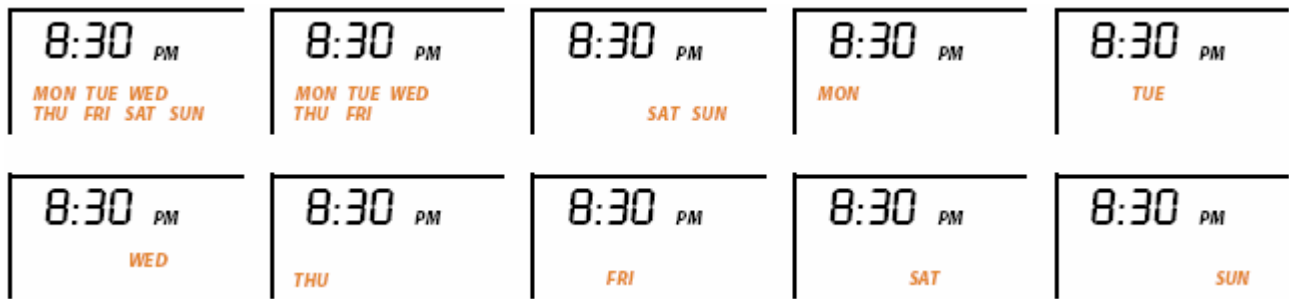 8:30 PM
MON TUE WED
THU FRI SAT SUN
8:30 PM
MON TUE WED
THU FRI
8:30 PM
SAT SUN
8:30 PM
MON
8:30 PM
TUE
8:30 PM
WED
8:30 PM
THU
8:30 PM
FRI
8:30 PM
SAT
8:30 PM
SUN